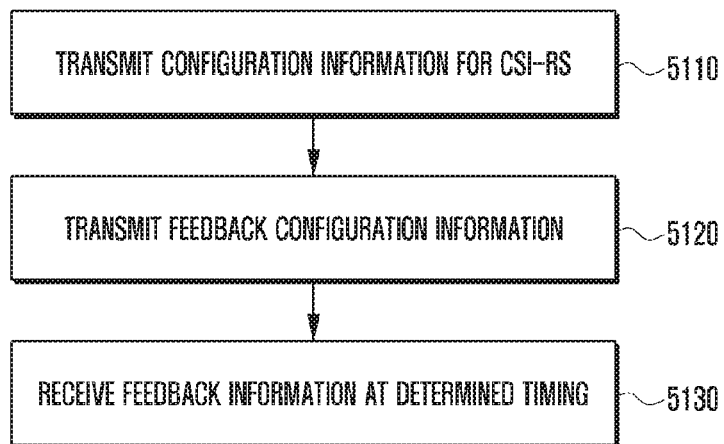 TRANSMIT CONFIGURATION INFORMATION FOR CSI-RS 5110
TRANSMIT FEEDBACK CONFIGURATION INFORMATION 5120
RECEIVE FEEDBACK INFORMATION AT DETERMINED TIMING 5130